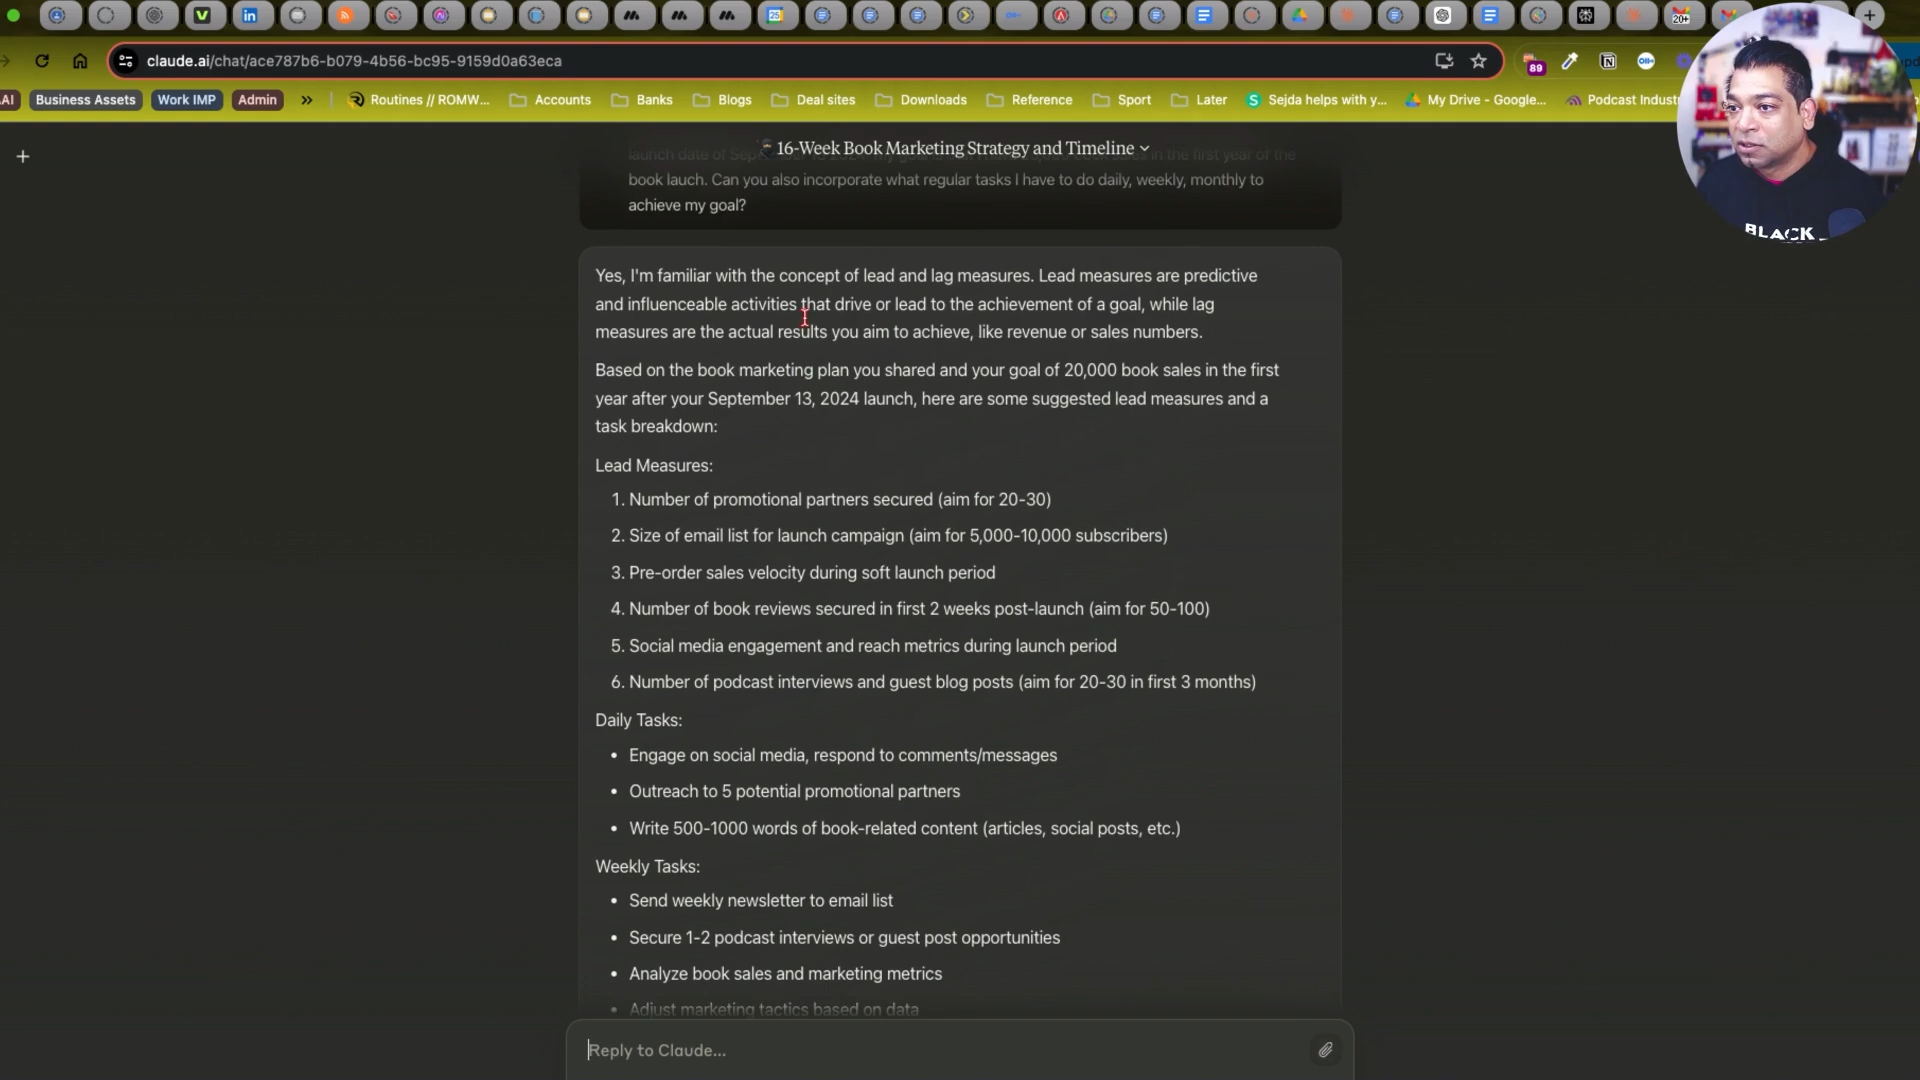 claude.ai/chat/ace787b6-b079-4b56-bc95-9159d0a63eca
89
25
20+
AI Business Assets Work IMP Admin Routines // ROMW... Accounts Banks Blogs Deal sites Downloads Reference Sport Later Sejda helps with y... My Drive - Google... Podcast Indust
BLACK
16-Week Book Marketing Strategy and Timeline
book lauch. Can you also incorporate what regular tasks I have to do daily, weekly, monthly to
achieve my goal?
Yes, I'm familiar with the concept of lead and lag measures. Lead measures are predictive
and influenceable activities that drive or lead to the achievement of a goal, while lag
measures are the actual results you aim to achieve, like revenue or sales numbers.
Based on the book marketing plan you shared and your goal of 20,000 book sales in the first
year after your September 13, 2024 launch, here are some suggested lead measures and a
task breakdown:
Lead Measures:
1. Number of promotional partners secured (aim for 20-30)
2. Size of email list for launch campaign (aim for 5,000-10,000 subscribers)
3. Pre-order sales velocity during soft launch period
4. Number of book reviews secured in first 2 weeks post-launch (aim for 50-100)
5. Social media engagement and reach metrics during launch period
6. Number of podcast interviews and guest blog posts (aim for 20-30 in first 3 months)
Daily Tasks:
• Engage on social media, respond to comments/messages
• Outreach to 5 potential promotional partners
• Write 500-1000 words of book-related content (articles, social posts, etc.)
Weekly Tasks:
• Send weekly newsletter to email list
• Secure 1-2 podcast interviews or guest post opportunities
• Analyze book sales and marketing metrics
• Adjust marketing tactics based on data
Reply to Claude...